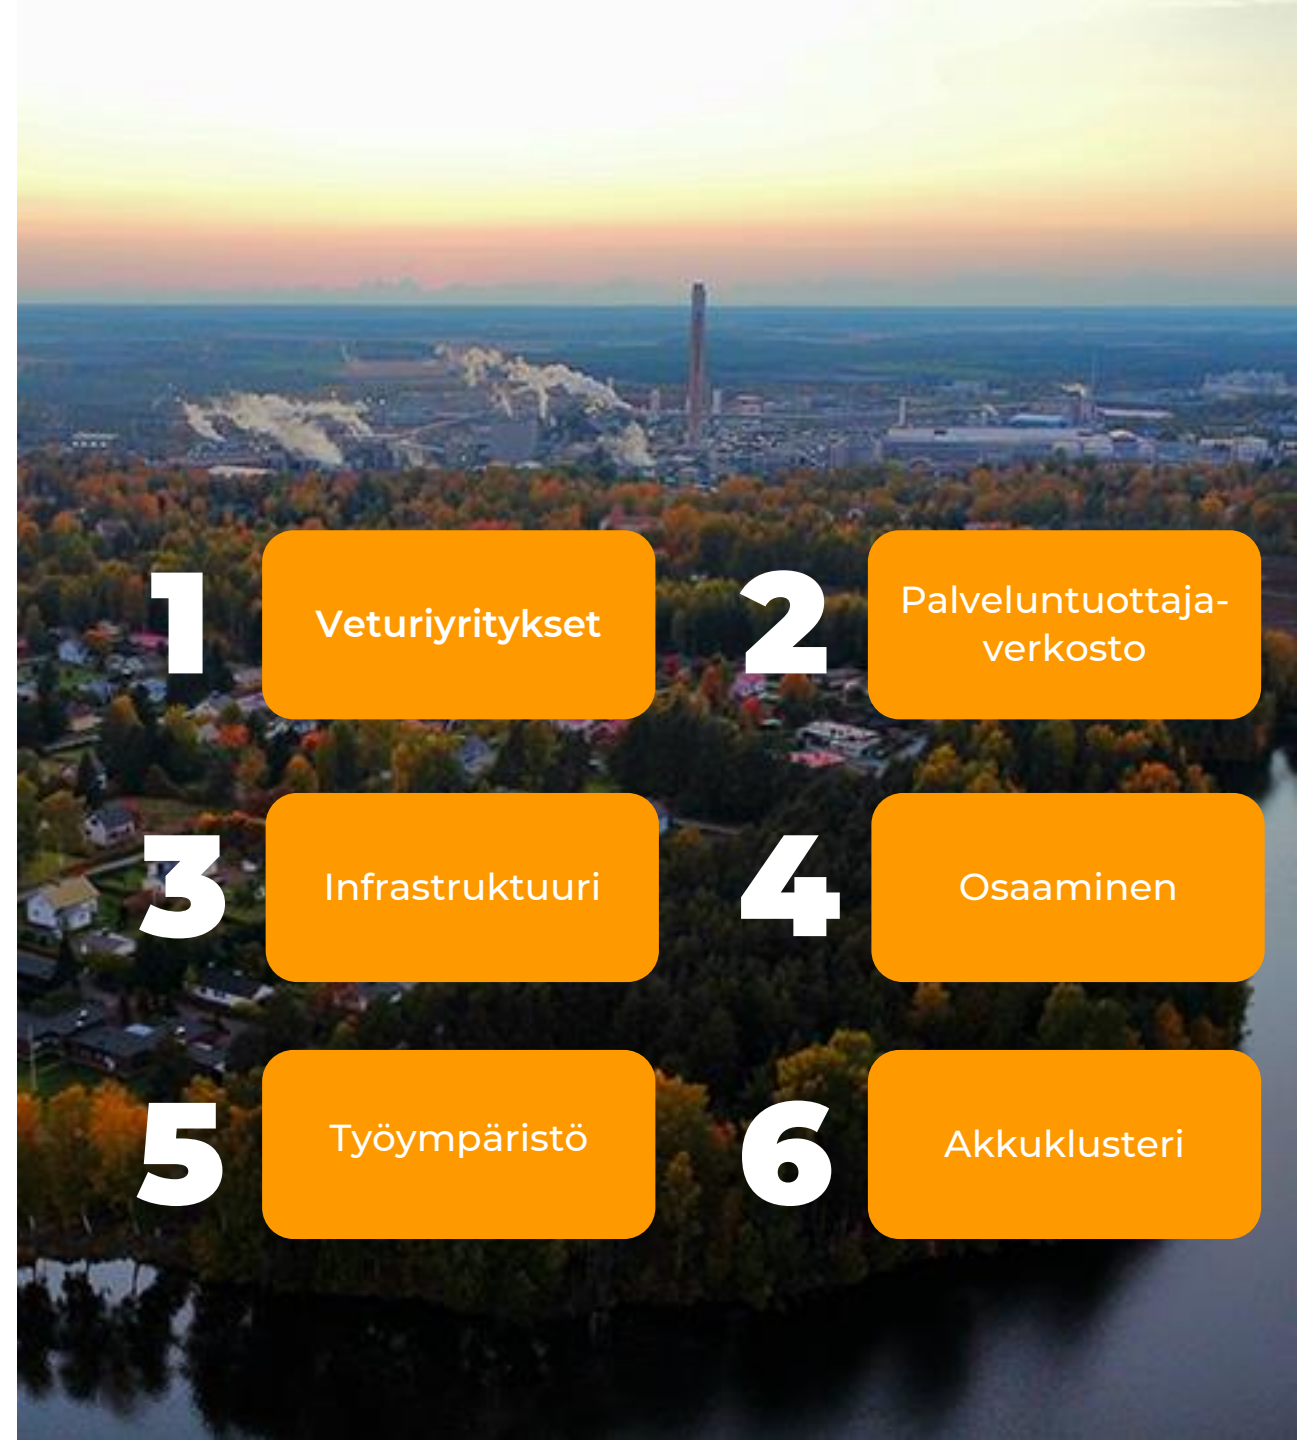 1
Veturiyritykset
2
Palveluntuottaja-
verkosto
3
Infrastruktuuri
4
Osaaminen
5
Työympäristö
6
Akkuklusteri